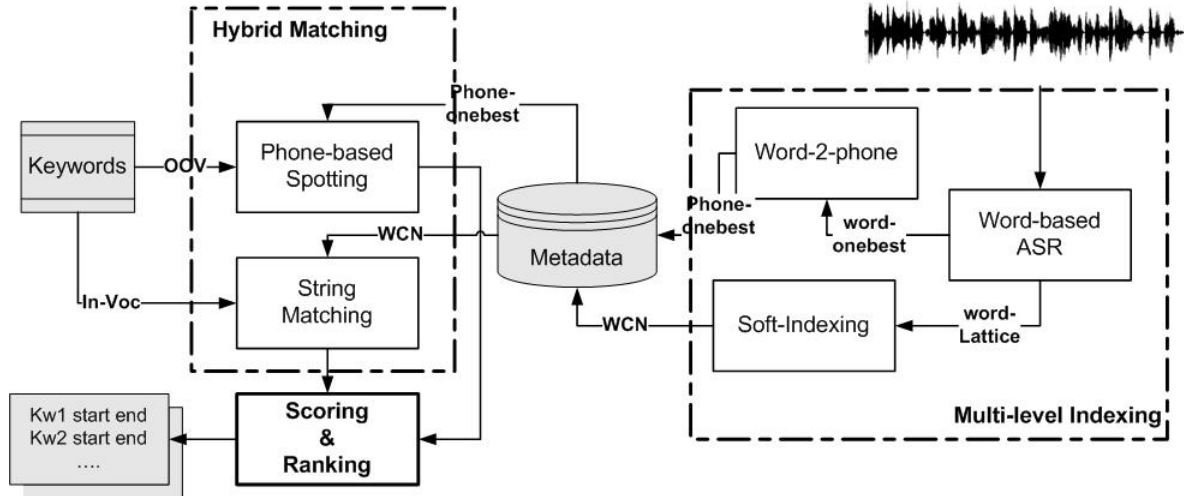 Hybrid Matching
Phone-
onebest
Keywords
OOV
Phone-based
Spotting
Word-2-phone
Phone-
onebest
word-
onebest
Word-based
ASR
WCN
Metadata
In-Voc
String
Matching
WCN
Soft-Indexing
word-
Lattice
Kw1 start end
Kw2 start end
....
Scoring
&
Ranking
Multi-level Indexing